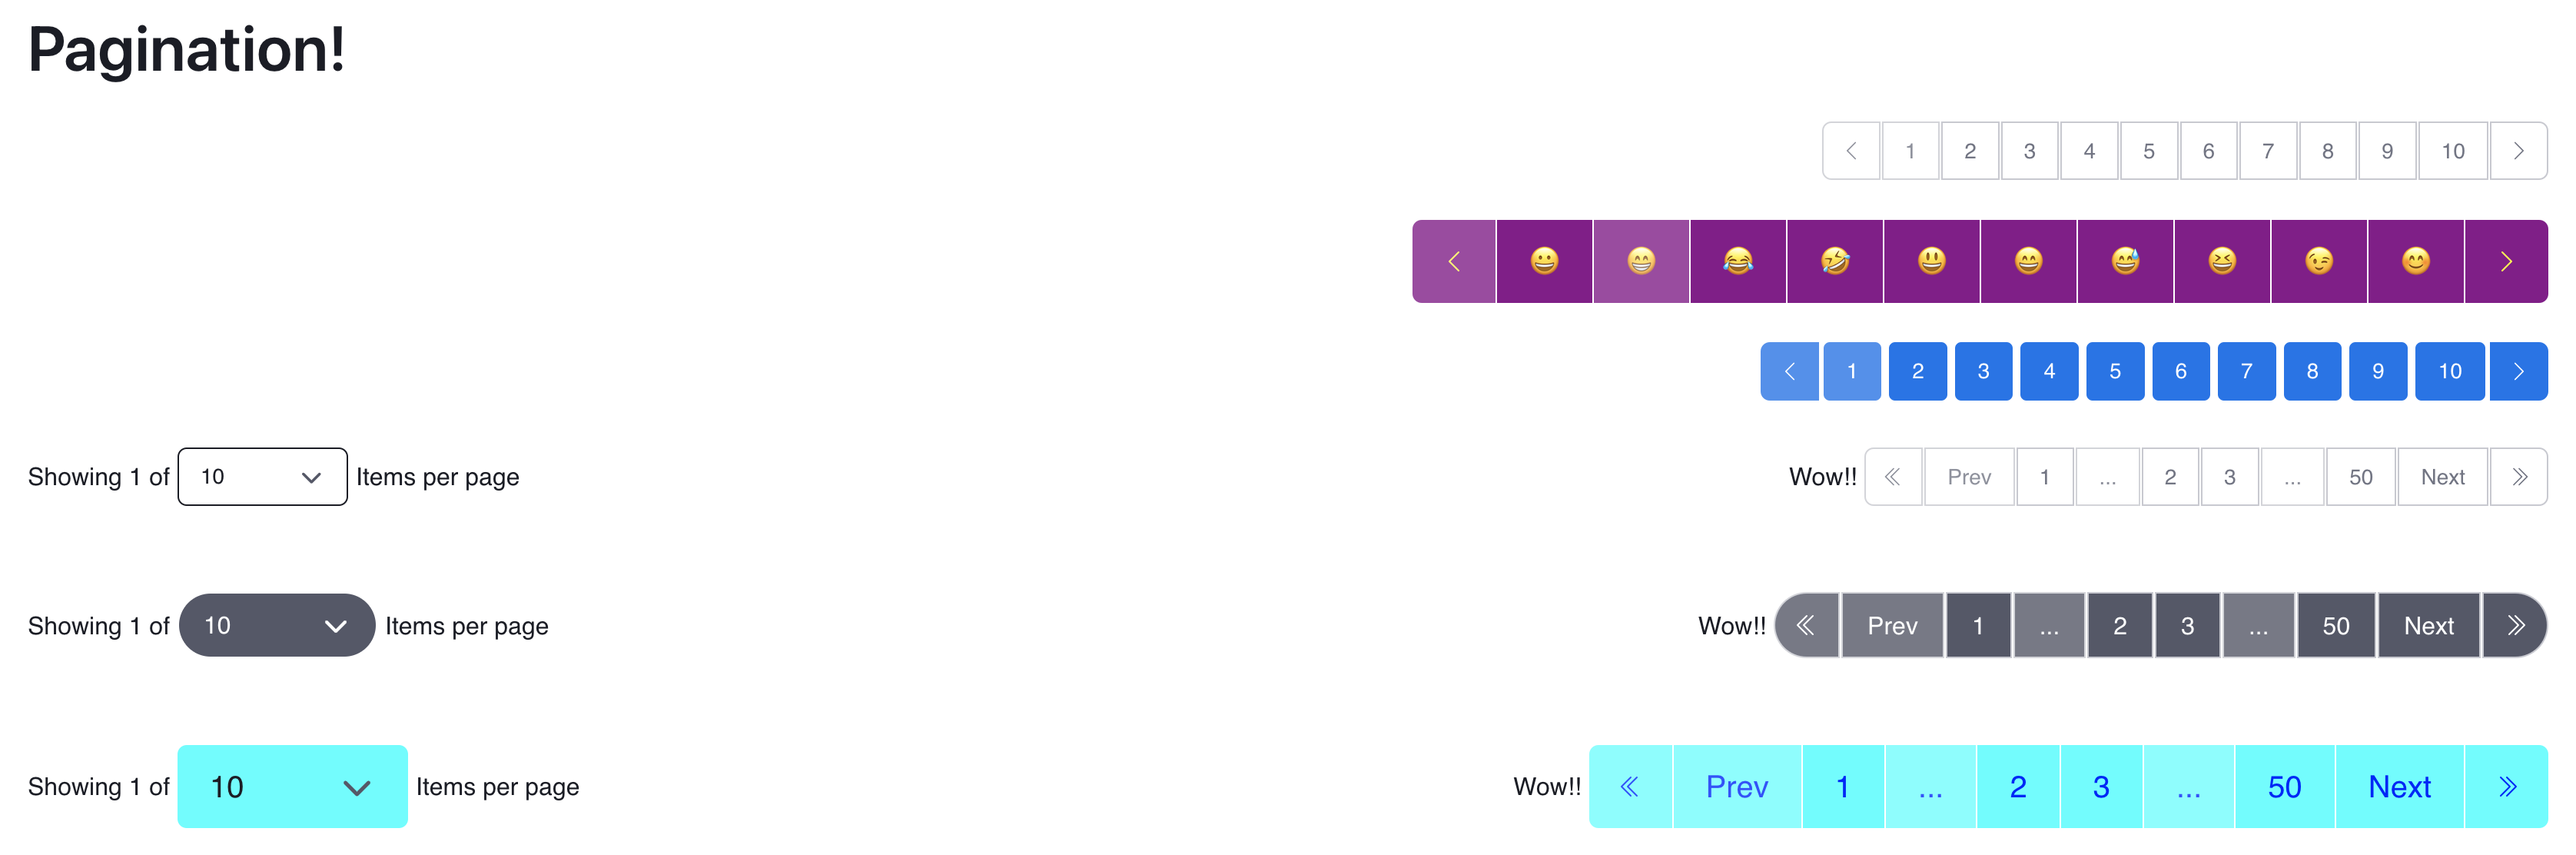 Pagination!
1 2 3 4 5 6 7 8 9 10
😀 😁 😂 🤣 😃 😄 😅 😆 😉 😊
1 2 3 4 5 6 7 8 9 10
Showing 1 of 10 Items per page Wow!! Prev 1 ... 2 3 ... 50 Next
Showing 1 of 10 Items per page Wow!! Prev 1 ... 2 3 ... 50 Next
Showing 1 of 10 Items per page Wow!! Prev 1 ... 2 3 ... 50 Next